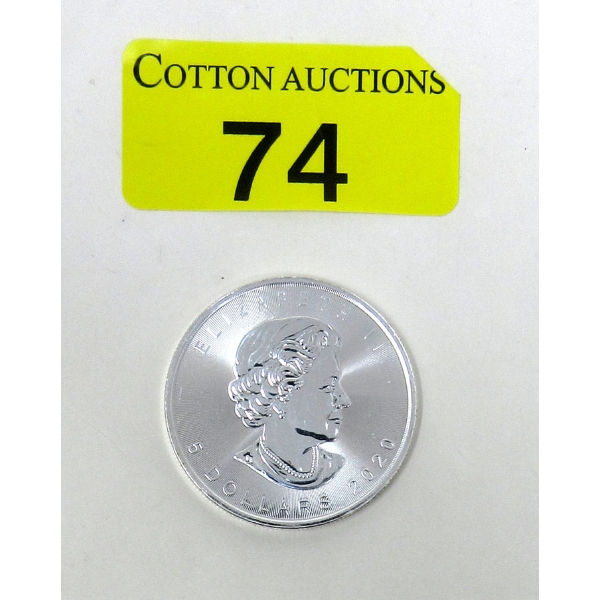 COTTON AUCTIONS
74
ELIZABETH II
5 DOLLARS 2020